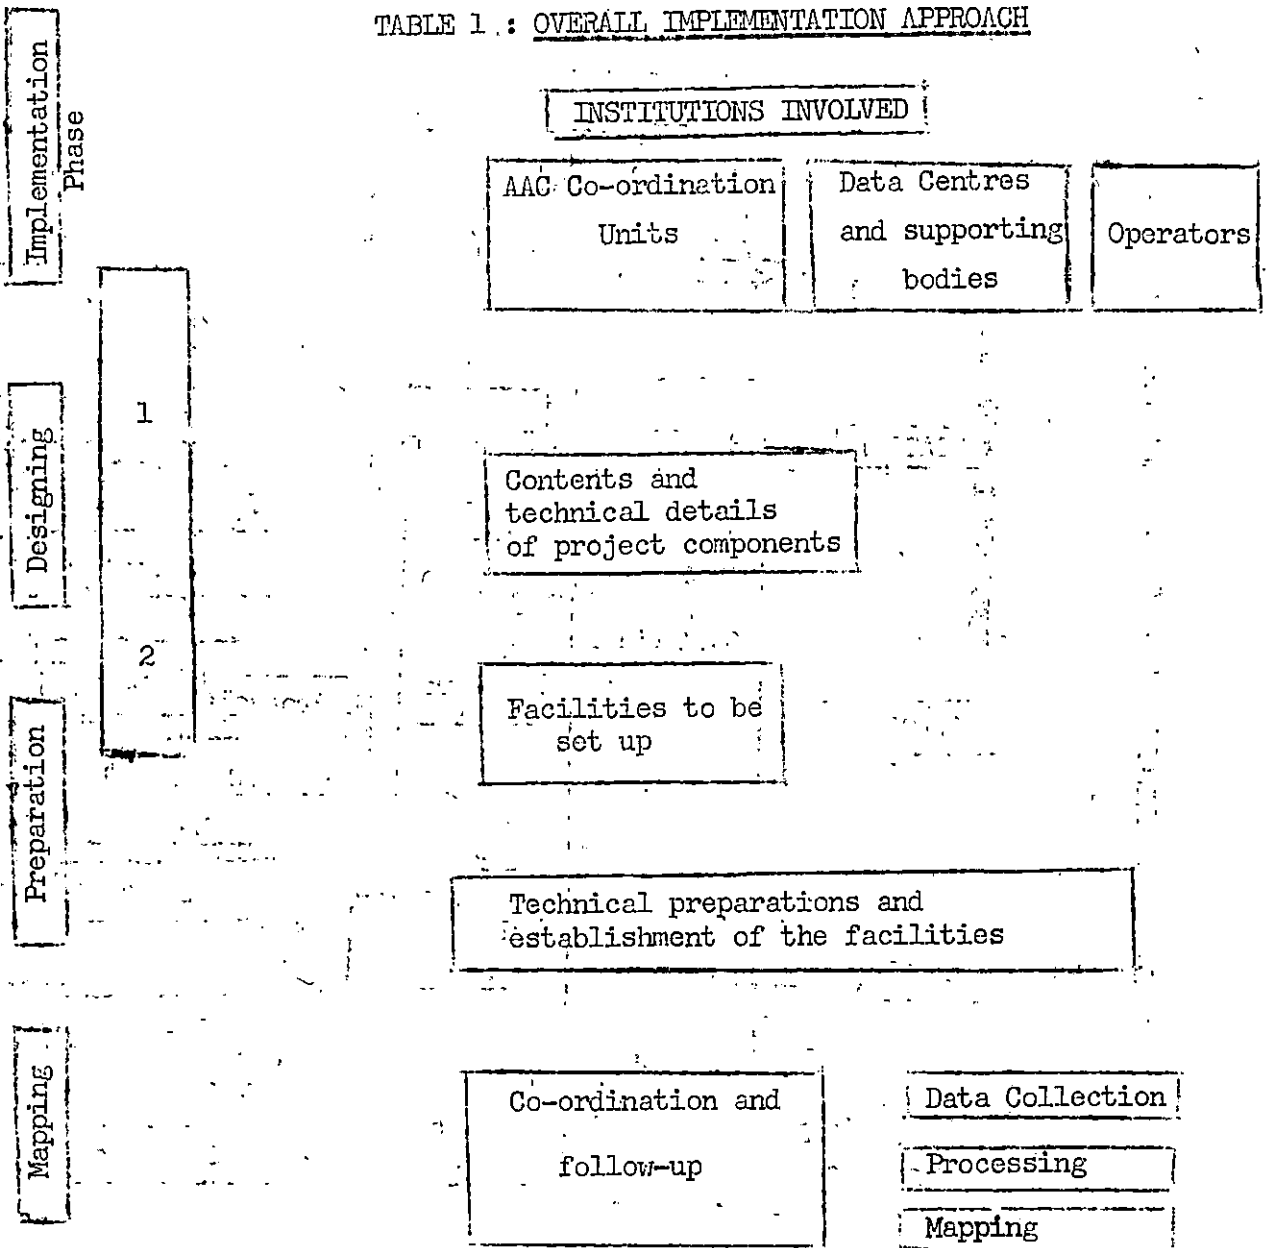 TABLE 1 : OVERALL IMPLEMENTATION APPROACH
Implementation
Phase
INSTITUTIONS INVOLVED
AAC Co-ordination
Units
Data Centres
and supporting
bodies
Operators
1
Designing
Contents and
technical details
of project components
2
Preparation
Facilities to be
set up
Technical preparations and
establishment of the facilities
Mapping
Co-ordination and
follow-up
Data Collection
Processing
Mapping